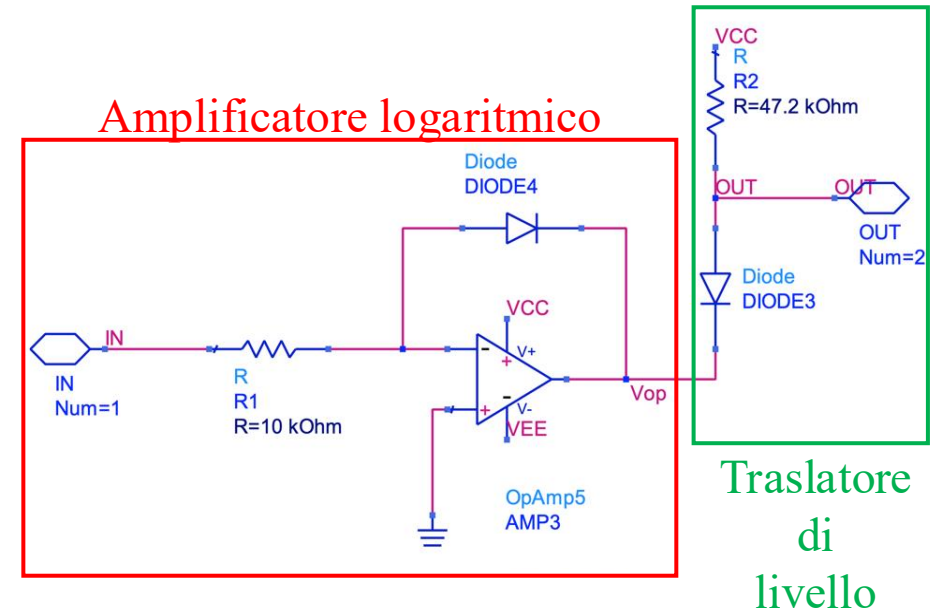 Amplificatore logaritmico
Diode
DIODE4
IN
IN
Num=1
R
R1
R=10 kOhm
VCC
-
V+
+
+
-
V-
VEE
Vop
OpAmp5
AMP3
VCC
R
R2
R=47.2 kOhm
OUT
OUT
OUT
Num=2
Diode
DIODE3
Traslatore
di
livello